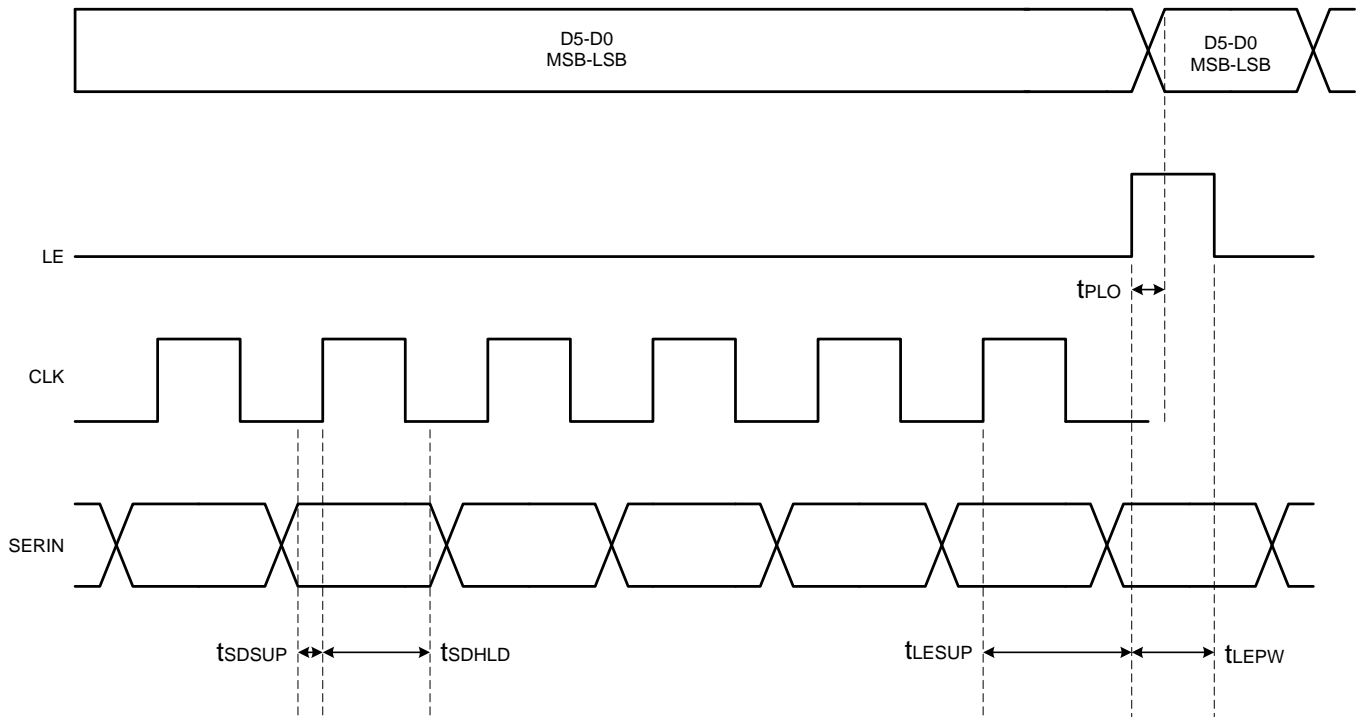 D5-D0
MSB-LSB
D5-D0
MSB-LSB
LE
tPLO
CLK
SERIN
tSDSUP
tSDHLD
tLESUP
tLEPW